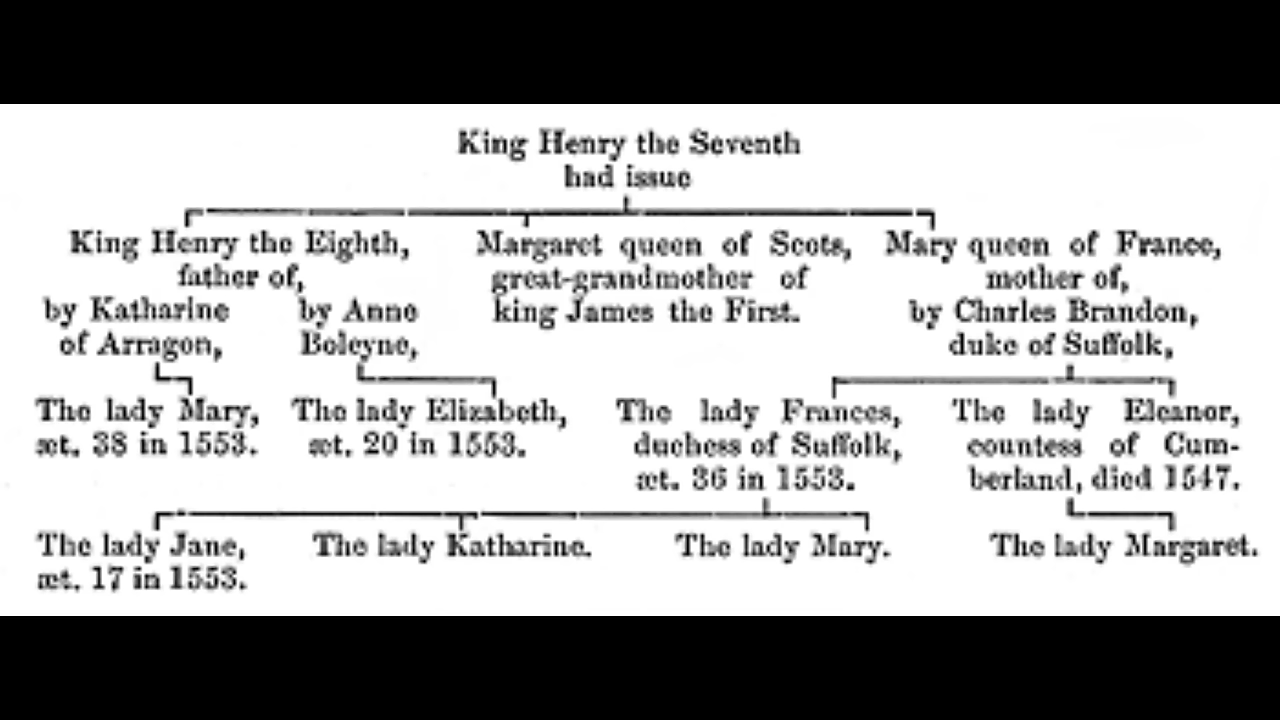 King Henry the Seventh
had issue
King Henry the Eighth,
father of,
by Katharine
of Arragon,
by Anne
Boleyne,
Margaret queen of Scots,
great-grandmother of
king James the First.
Mary queen of France,
mother of,
by Charles Brandon,
duke of Suffolk,
The lady Mary,
æt. 38 in 1553.
The lady Elizabeth,
æt. 20 in 1553.
The lady Frances,
duchess of Suffolk,
æt. 36 in 1553.
The lady Eleanor,
countess of Cum-
berland, died 1547.
The lady Jane,
æt. 17 in 1553.
The lady Katharine.
The lady Mary.
The lady Margaret.